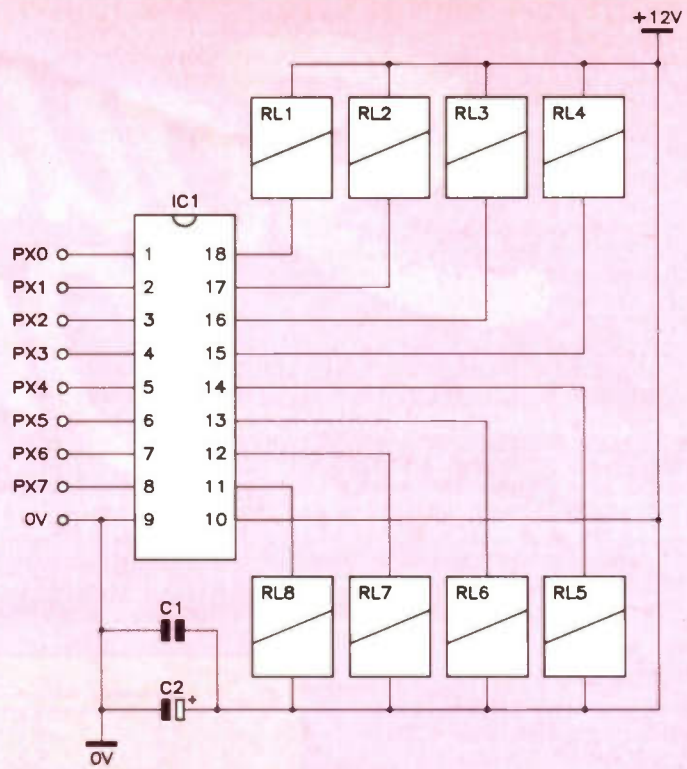 +12V
RL1 RL2 RL3 RL4
IC1
PX0 1 18
PX1 2 17
PX2 3 16
PX3 4 15
PX4 5 14
PX5 6 13
PX6 7 12
PX7 8 11
0V 9 10
RL8 RL7 RL6 RL5
C1
C2 +
0V